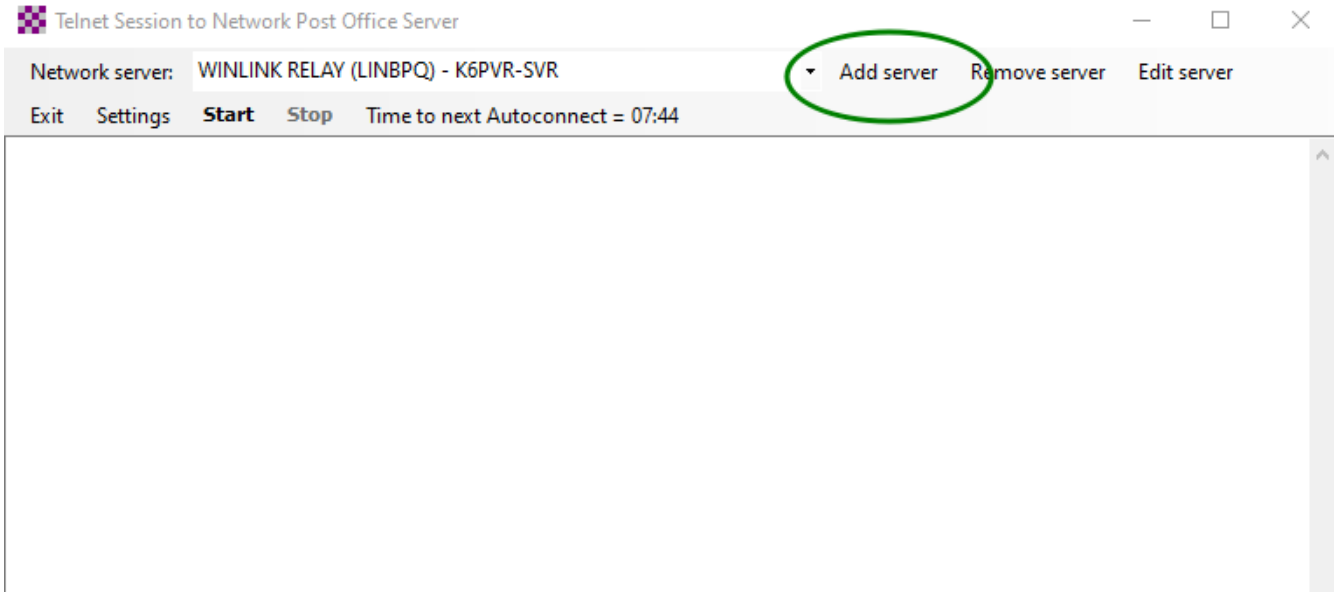 Telnet Session to Network Post Office Server
Network server: WINLINK RELAY (LINBPQ) - K6PVR-SVR Add server Remove server Edit server
Exit Settings Start Stop Time to next Autoconnect = 07:44